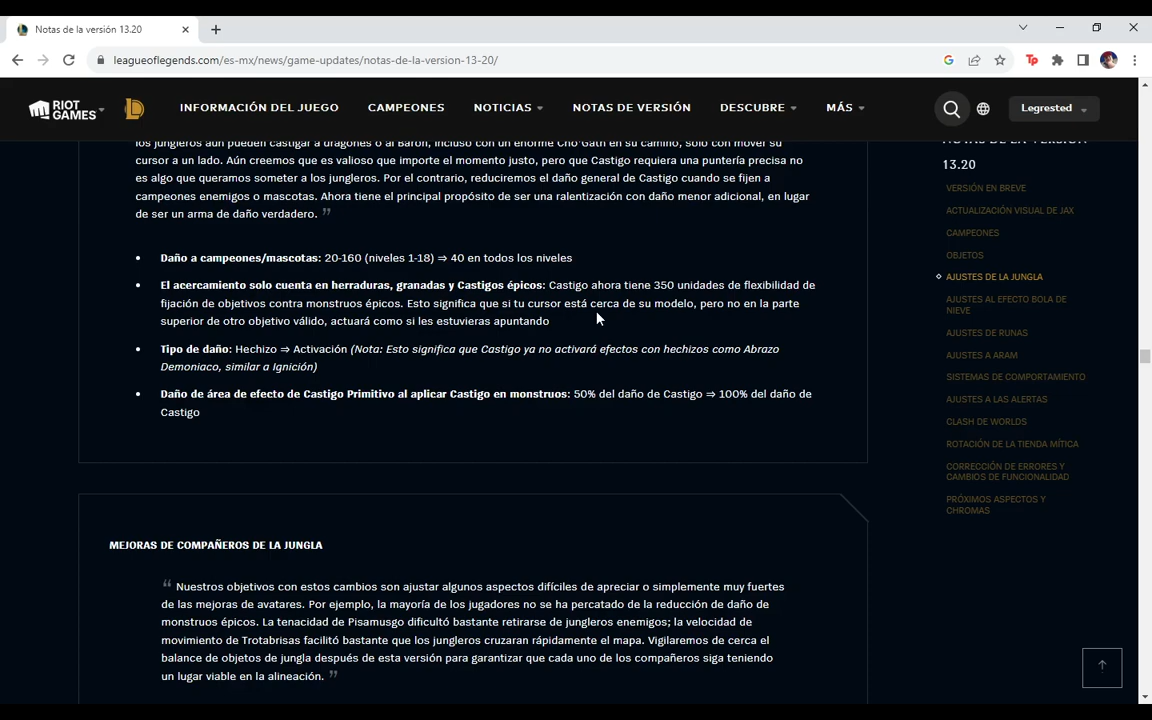 Notas de la versión 13.20
leagueoflegends.com/es-mx/news/game-updates/notas-de-la-version-13-20/
RIOT GAMES
INFORMACIÓN DEL JUEGO
CAMPEONES
NOTICIAS
NOTAS DE VERSIÓN
DESCUBRE
MÁS
Legrested
los jungleros aún pueden castigar a dragones o al Barón, incluso con un enorme Cho'Gath en su camino, solo con mover su
cursor a un lado. Aún creemos que es valioso que importe el momento justo, pero que Castigo requiera una puntería precisa no
es algo que queramos someter a los jungleros. Por el contrario, reduciremos el daño general de Castigo cuando se fijen a
campeones enemigos o mascotas. Ahora tiene el principal propósito de ser una ralentización con daño menor adicional, en lugar
de ser un arma de daño verdadero. ”
• Daño a campeones/mascotas: 20-160 (niveles 1-18) ⇒ 40 en todos los niveles
• El acercamiento solo cuenta en herraduras, granadas y Castigos épicos: Castigo ahora tiene 350 unidades de flexibilidad de
fijación de objetivos contra monstruos épicos. Esto significa que si tu cursor está cerca de su modelo, pero no en la parte
superior de otro objetivo válido, actuará como si les estuvieras apuntando
• Tipo de daño: Hechizo ⇒ Activación (Nota: Esto significa que Castigo ya no activará efectos con hechizos como Abrazo
Demoniaco, similar a Ignición)
• Daño de área de efecto de Castigo Primitivo al aplicar Castigo en monstruos: 50% del daño de Castigo ⇒ 100% del daño de
Castigo
MEJORAS DE COMPAÑEROS DE LA JUNGLA
“ Nuestros objetivos con estos cambios son ajustar algunos aspectos difíciles de apreciar o simplemente muy fuertes
de las mejoras de avatares. Por ejemplo, la mayoría de los jugadores no se ha percatado de la reducción de daño de
monstruos épicos. La tenacidad de Pisamusgo dificultó bastante retirarse de jungleros enemigos; la velocidad de
movimiento de Trotabrisas facilitó bastante que los jungleros cruzaran rápidamente el mapa. Vigilaremos de cerca el
balance de objetos de jungla después de esta versión para garantizar que cada uno de los compañeros siga teniendo
un lugar viable en la alineación. ”
NOTAS DE LA VERSIÓN
13.20
VERSIÓN EN BREVE
ACTUALIZACIÓN VISUAL DE JAX
CAMPEONES
OBJETOS
AJUSTES DE LA JUNGLA
AJUSTES AL EFECTO BOLA DE
NIEVE
AJUSTES DE RUNAS
AJUSTES A ARAM
SISTEMAS DE COMPORTAMIENTO
AJUSTES A LAS ALERTAS
CLASH DE WORLDS
ROTACIÓN DE LA TIENDA MÍTICA
CORRECCIÓN DE ERRORES Y
CAMBIOS DE FUNCIONALIDAD
PRÓXIMOS ASPECTOS Y
CHROMAS